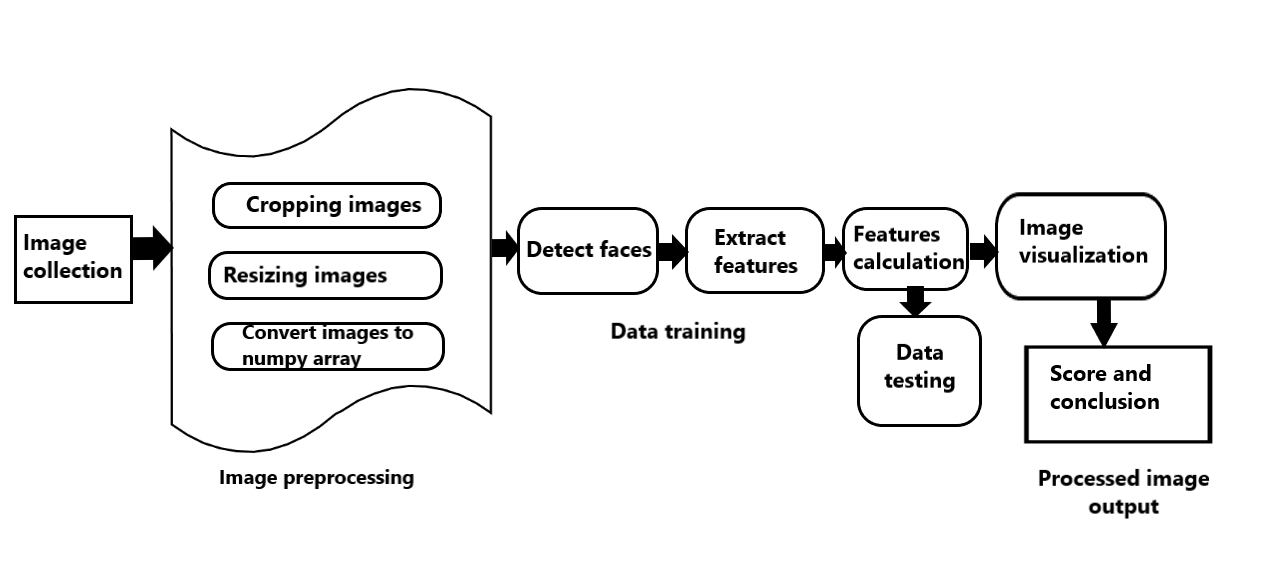 Image
collection
Cropping images
Resizing images
Convert images to
numpy array
Image preprocessing
Detect faces
Extract
features
Data training
Features
calculation
Data
testing
Image
visualization
Score and
conclusion
Processed image
output